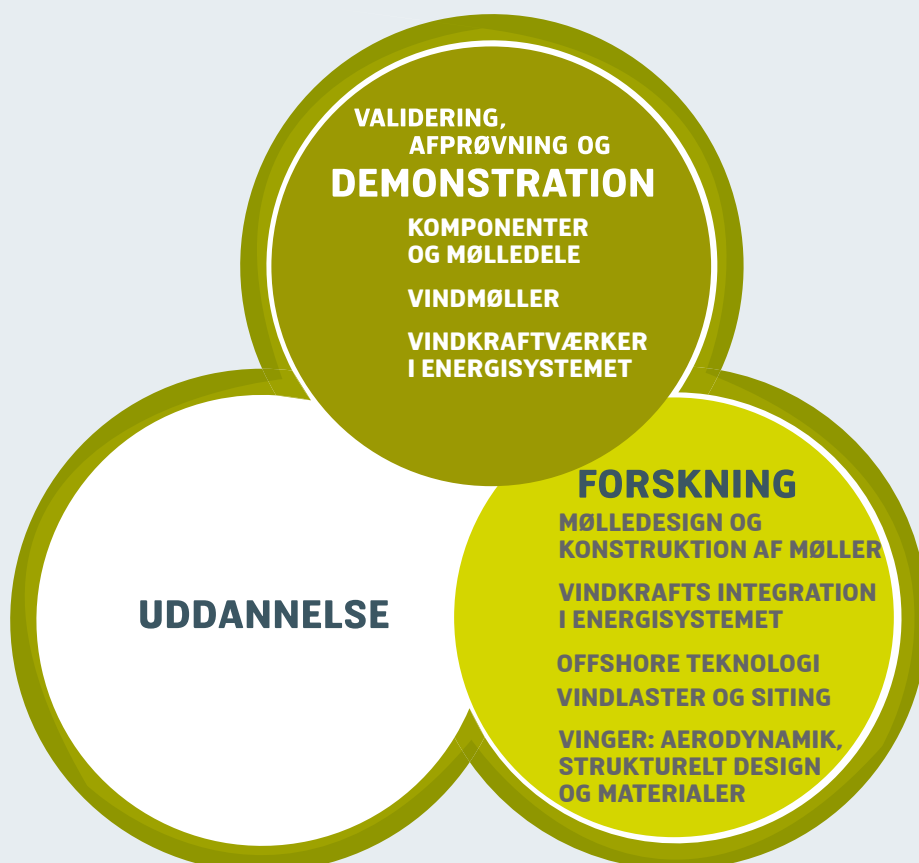 VALIDERING,
AFPRØVNING OG
DEMONSTRATION
KOMPONENTER
OG MØLLEDELE
VINDMØLLER
VINDKRAFTVÆRKER
I ENERGISYSTEMET
UDDANNELSE
FORSKNING
MØLLEDESIGN OG
KONSTRUKTION AF MØLLER
VINDKRAFTS INTEGRATION
I ENERGISYSTEMET
OFFSHORE TEKNOLOGI
VINDLASTER OG SITING
VINGER: AERODYNAMIK,
STRUKTURELT DESIGN
OG MATERIALER